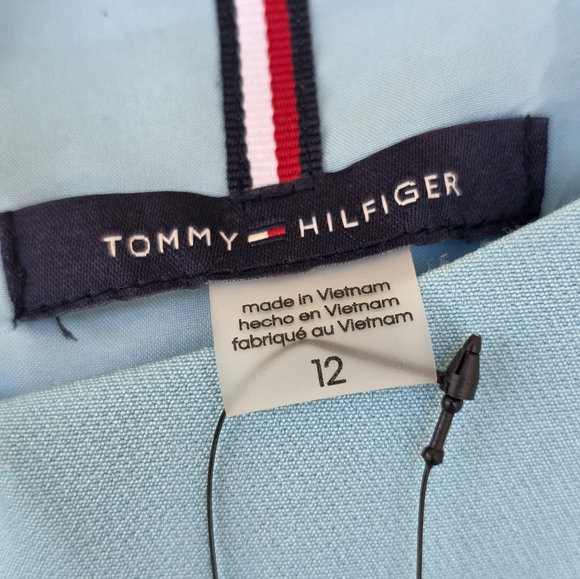 TOMMY HILFIGER
made in Vietnam
hecho en Vietnam
fabriqué au Vietnam
12